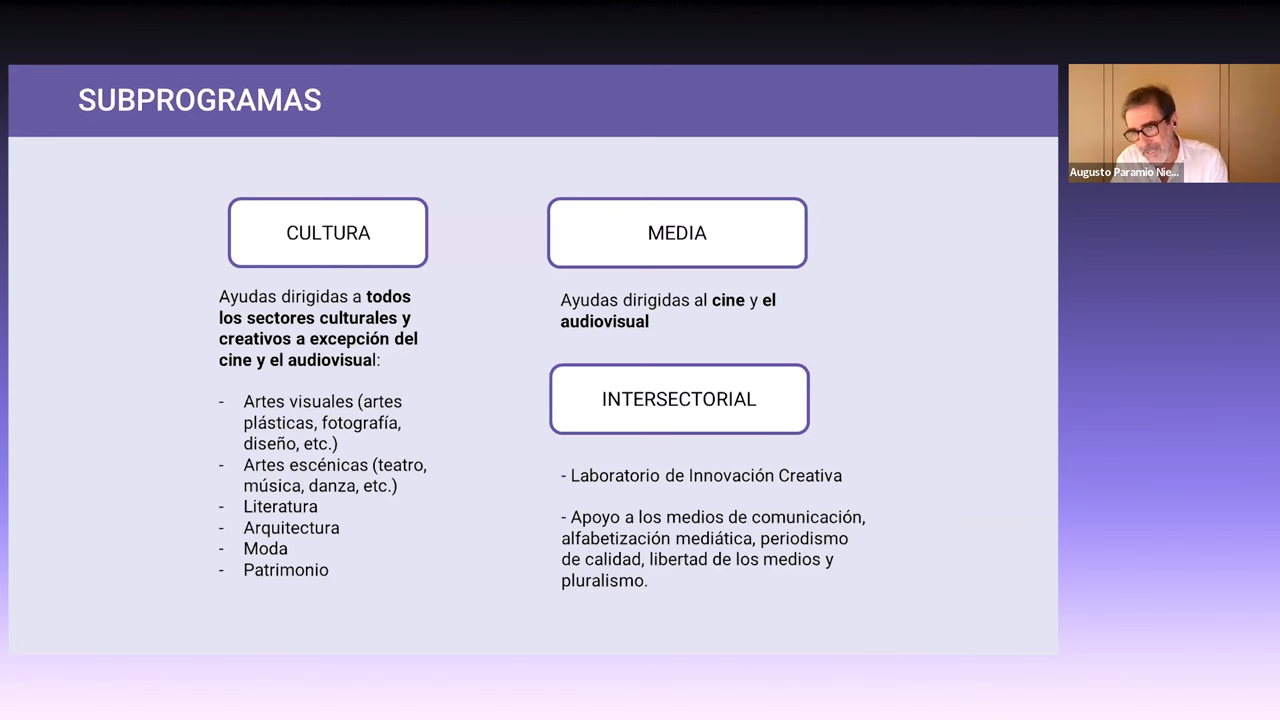 SUBPROGRAMAS
CULTURA
Ayudas dirigidas a todos
los sectores culturales y
creativos a excepción del
cine y el audiovisual:
- Artes visuales (artes
plásticas, fotografía,
diseño, etc.)
- Artes escénicas (teatro,
música, danza, etc.)
- Literatura
- Arquitectura
- Moda
- Patrimonio
MEDIA
Ayudas dirigidas al cine y el
audiovisual
INTERSECTORIAL
- Laboratorio de Innovación Creativa
- Apoyo a los medios de comunicación,
alfabetización mediática, periodismo
de calidad, libertad de los medios y
pluralismo.
Augusto Paramio Nie...